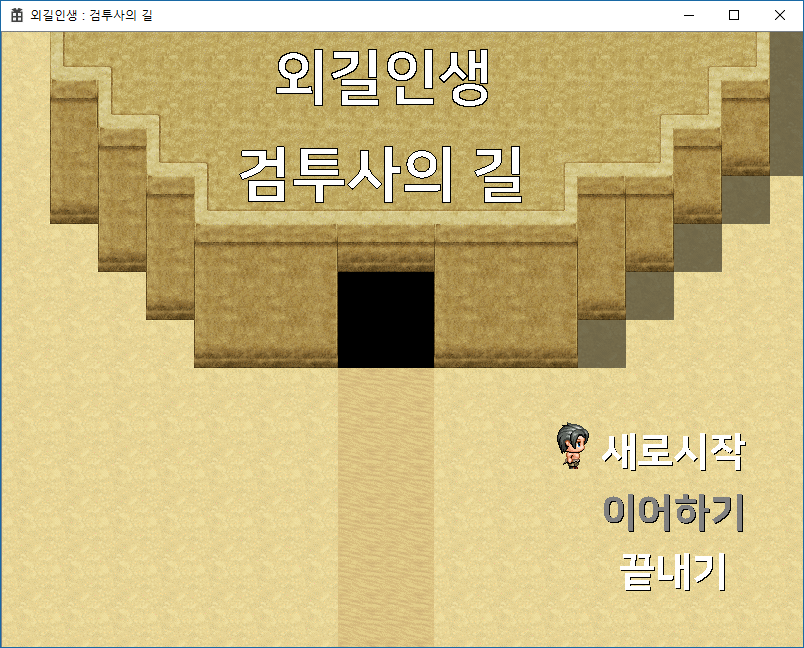 외길인생 : 검투사의 길
외길인생
검투사의 길
새로시작
이어하기
끝내기